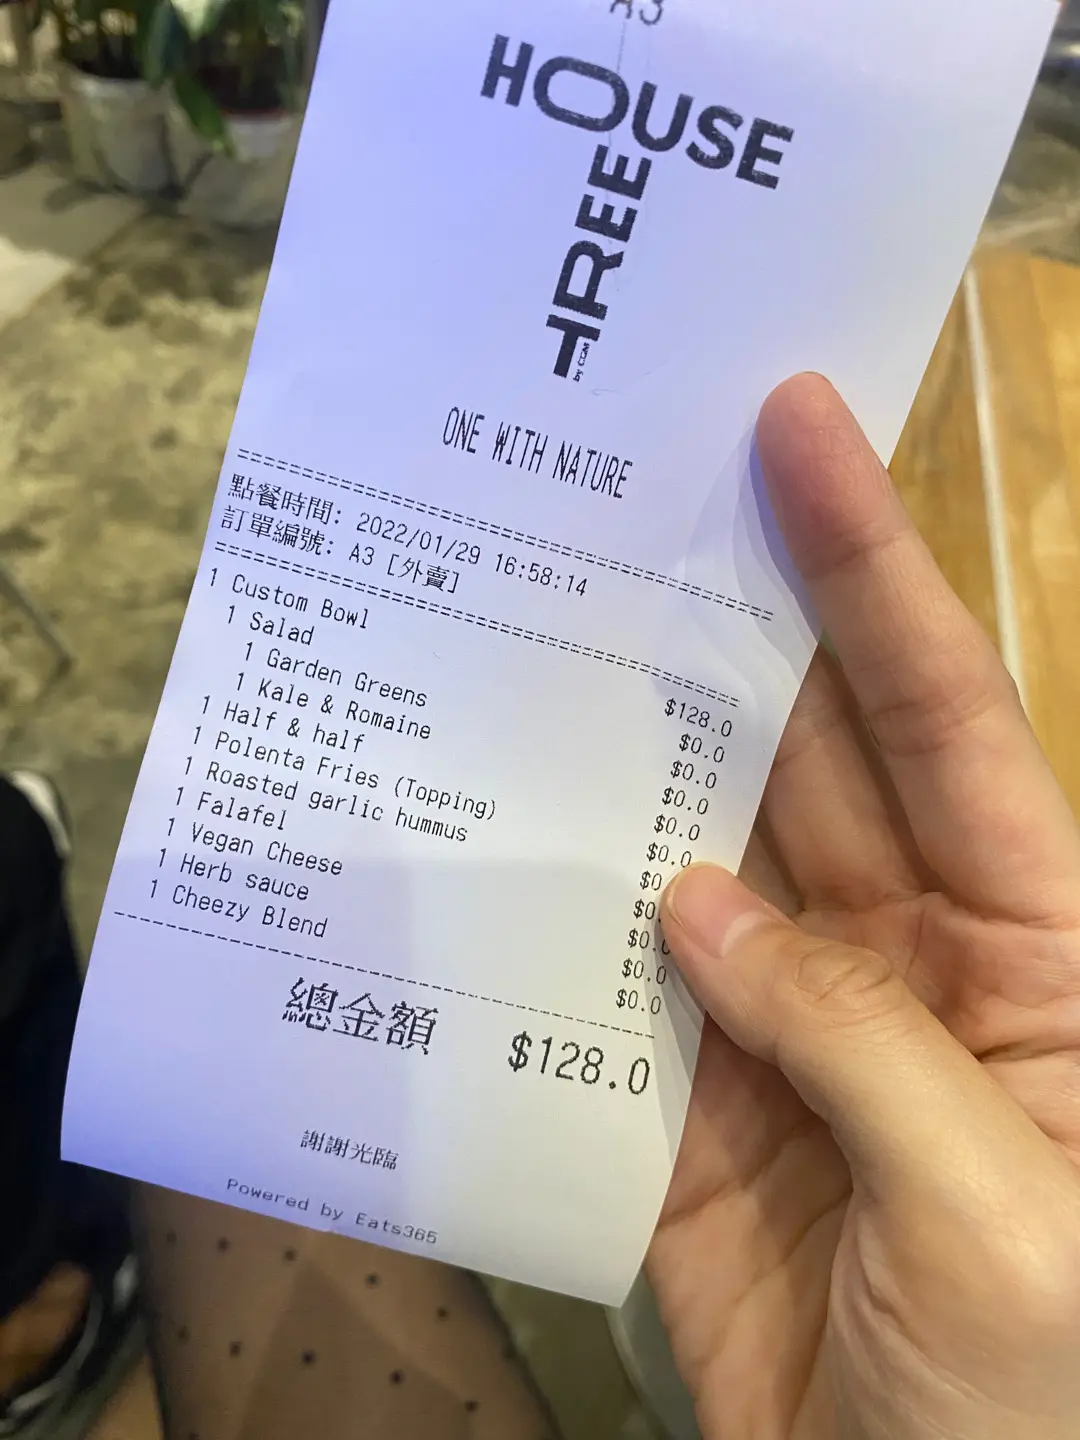 A3
HOUSE
TREE
by CGM
ONE WITH NATURE
點餐時間: 2022/01/29 16:58:14
訂單編號: A3 [外賣]
1 Custom Bowl $128.0
1 Salad $0.0
1 Garden Greens $0.0
1 Kale & Romaine $0.0
1 Half & half $0.0
1 Polenta Fries (Topping) $0.0
1 Roasted garlic hummus $0
1 Falafel $0.
1 Vegan Cheese $0.0
1 Herb sauce $0.0
1 Cheezy Blend $0.0
總金額 $128.0
謝謝光臨
Powered by Eats365